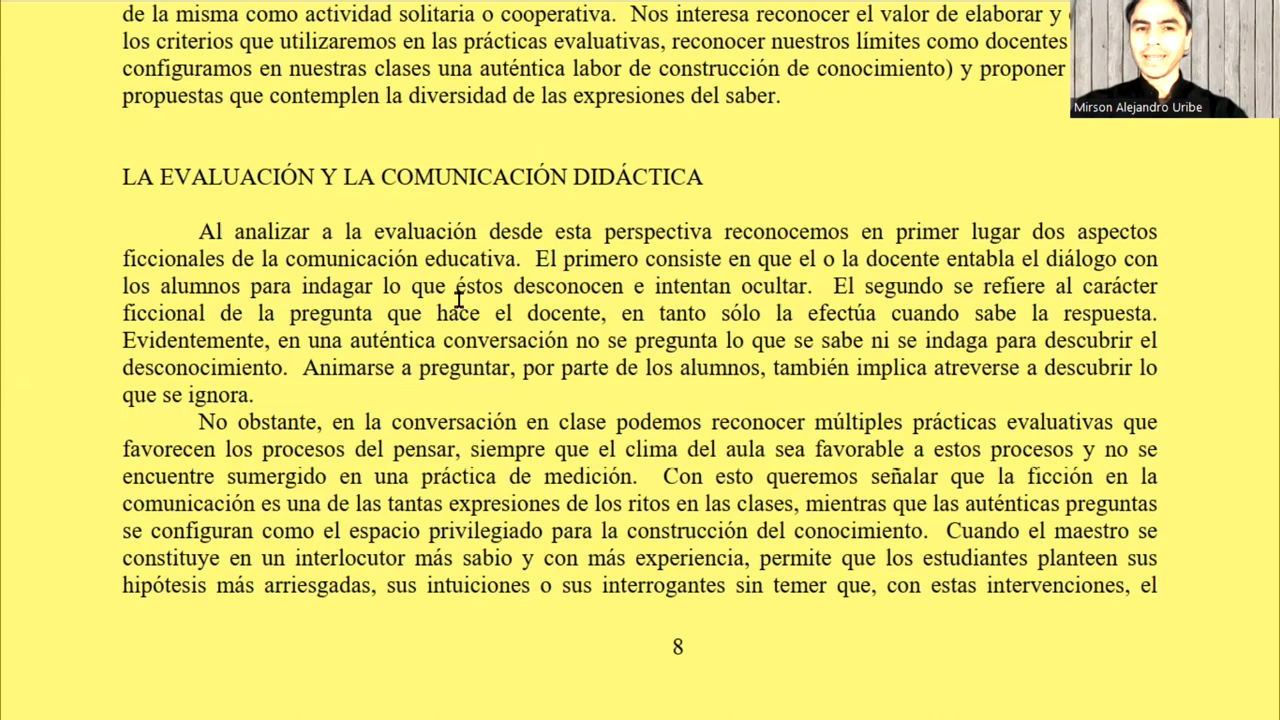 de la misma como actividad solitaria o cooperativa.  Nos interesa reconocer el valor de elaborar y
los criterios que utilizaremos en las prácticas evaluativas, reconocer nuestros límites como docentes
configuramos en nuestras clases una auténtica labor de construcción de conocimiento) y proponer
propuestas que contemplen la diversidad de las expresiones del saber.
Mirson Alejandro Uribe
LA EVALUACIÓN Y LA COMUNICACIÓN DIDÁCTICA
Al analizar a la evaluación desde esta perspectiva reconocemos en primer lugar dos aspectos
ficcionales de la comunicación educativa.  El primero consiste en que el o la docente entabla el diálogo con
los alumnos para indagar lo que éstos desconocen e intentan ocultar.  El segundo se refiere al carácter
ficcional de la pregunta que hace el docente, en tanto sólo la efectúa cuando sabe la respuesta.
Evidentemente, en una auténtica conversación no se pregunta lo que se sabe ni se indaga para descubrir el
desconocimiento.  Animarse a preguntar, por parte de los alumnos, también implica atreverse a descubrir lo
que se ignora.
No obstante, en la conversación en clase podemos reconocer múltiples prácticas evaluativas que
favorecen los procesos del pensar, siempre que el clima del aula sea favorable a estos procesos y no se
encuentre sumergido en una práctica de medición.  Con esto queremos señalar que la ficción en la
comunicación es una de las tantas expresiones de los ritos en las clases, mientras que las auténticas preguntas
se configuran como el espacio privilegiado para la construcción del conocimiento.  Cuando el maestro se
constituye en un interlocutor más sabio y con más experiencia, permite que los estudiantes planteen sus
hipótesis más arriesgadas, sus intuiciones o sus interrogantes sin temer que, con estas intervenciones, el
8